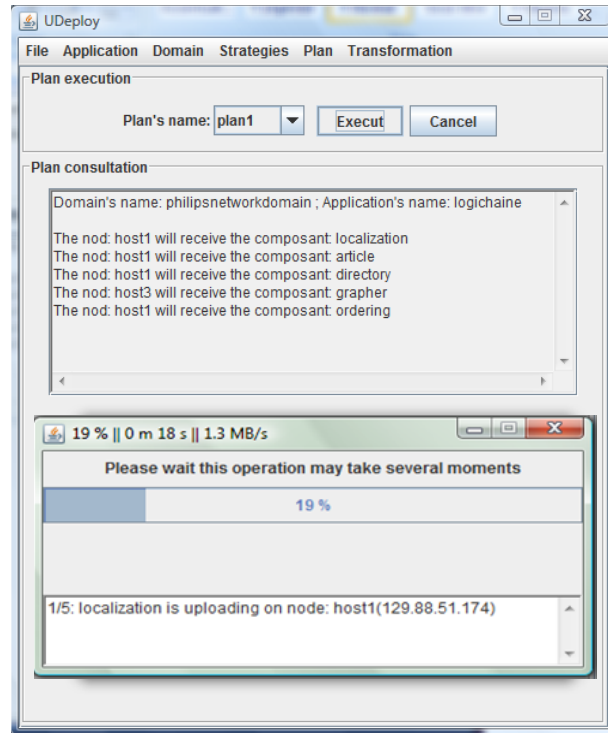 UDeploy
File Application Domain Strategies Plan Transformation
Plan execution
Plan's name: plan1 Execut Cancel
Plan consultation
Domain's name: philipsnetworkdomain ; Application's name: logichaine
The nod: host1 will receive the composant: localization
The nod: host1 will receive the composant: article
The nod: host1 will receive the composant: directory
The nod: host3 will receive the composant: grapher
The nod: host1 will receive the composant: ordering
19 % || 0 m 18 s || 1.3 MB/s
Please wait this operation may take several moments
19 %
1/5: localization is uploading on node: host1(129.88.51.174)